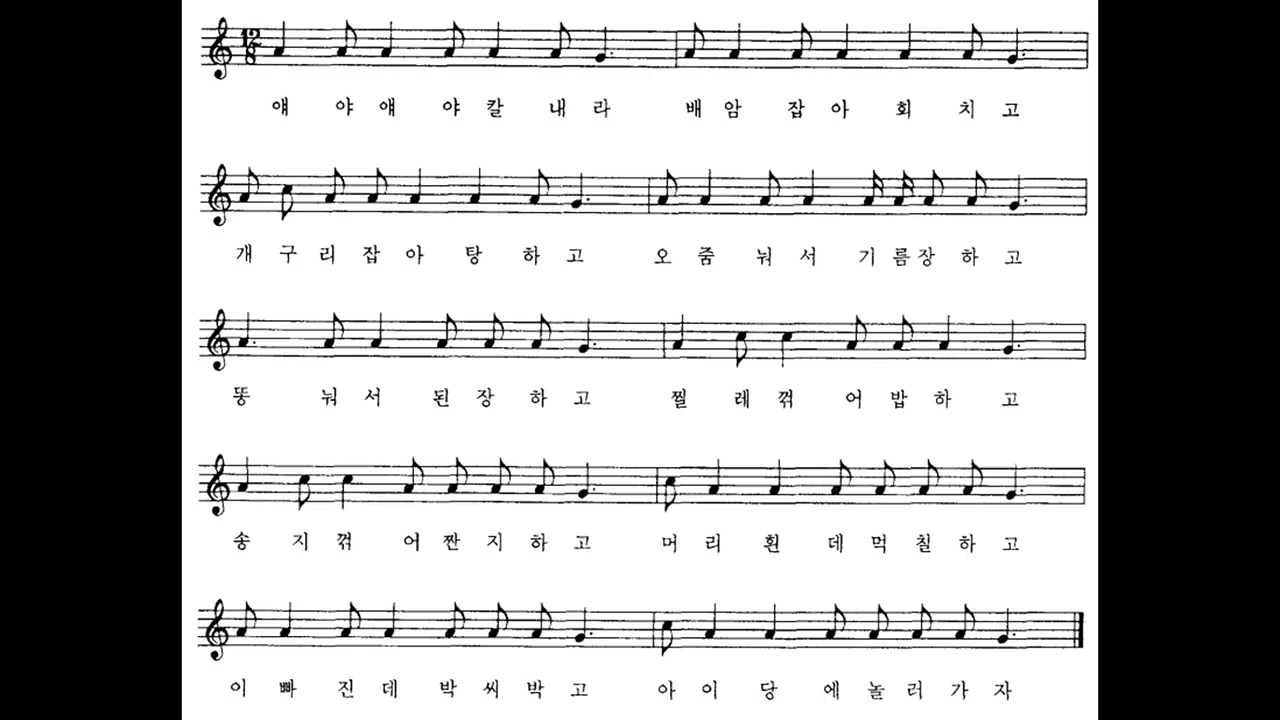 12
8
얘 야 얘 야 칼 내 라 배 암 잡 아 회 치 고
개 구 리 잡 아 탕 하 고 오 줌 눠 서 기 름 장 하 고
똥 눠 서 된 장 하 고 찔 레 꺾 어 밥 하 고
송 지 꺾 어 짠 지 하 고 머 리 흰 데 먹 칠 하 고
이 빠 진 데 박 씨 박 고 아 이 당 에 놀 러 가 자